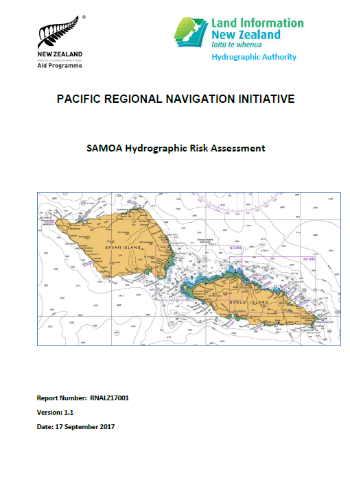 NEW ZEALAND
Aid Programme
Land Information
New Zealand
Toitū te whenua
Hydrographic Authority
PACIFIC REGIONAL NAVIGATION INITIATIVE
SAMOA Hydrographic Risk Assessment
SAVAI'I ISLAND
UPOLU ISLAND
Report Number: RNALZ17001
Version: 1.1
Date: 17 September 2017